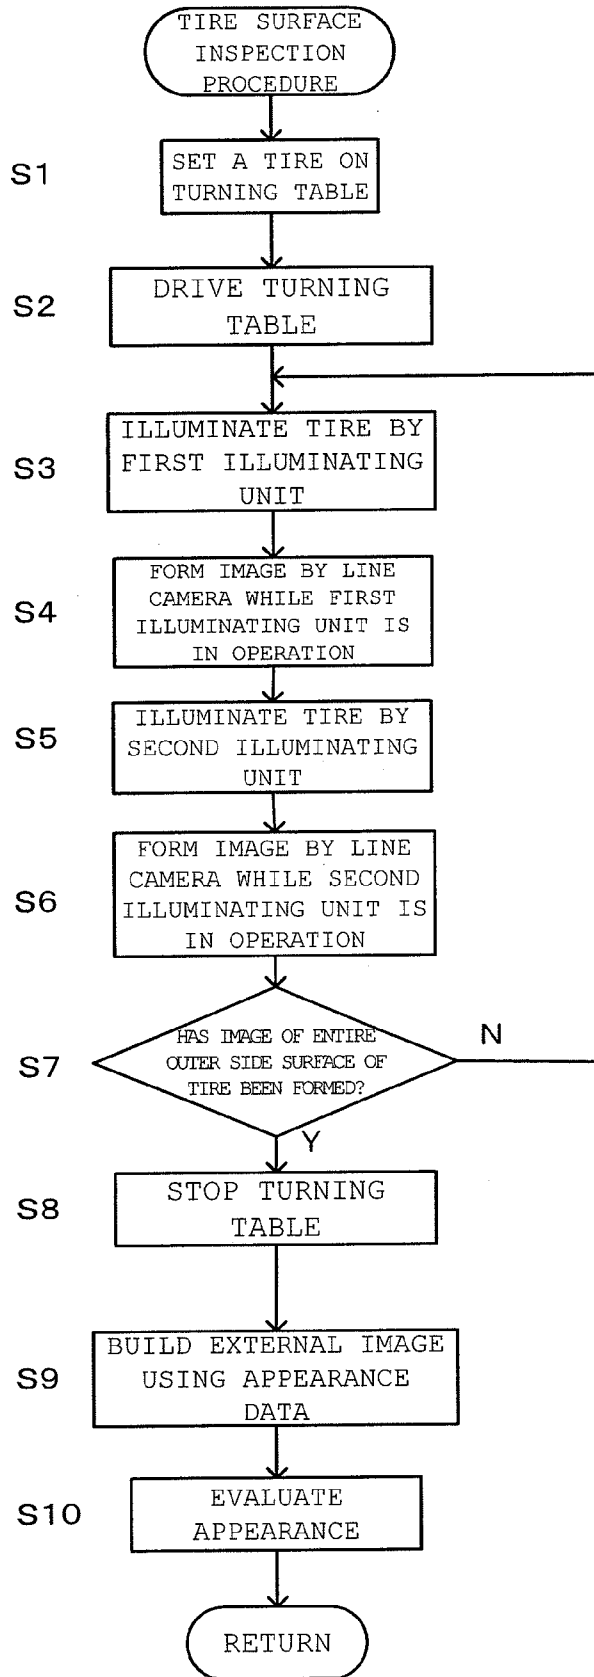 TIRE SURFACE
INSPECTION
PROCEDURE
S1
SET A TIRE ON
TURNING TABLE
S2
DRIVE TURNING
TABLE
S3
ILLUMINATE TIRE BY
FIRST ILLUMINATING
UNIT
S4
FORM IMAGE BY LINE
CAMERA WHILE FIRST
ILLUMINATING UNIT IS
IN OPERATION
S5
ILLUMINATE TIRE BY
SECOND ILLUMINATING
UNIT
S6
FORM IMAGE BY LINE
CAMERA WHILE SECOND
ILLUMINATING UNIT IS
IN OPERATION
S7
HAS IMAGE OF ENTIRE
OUTER SIDE SURFACE OF
TIRE BEEN FORMED?
N
Y
S8
STOP TURNING
TABLE
S9
BUILD EXTERNAL IMAGE
USING APPEARANCE
DATA
S10
EVALUATE
APPEARANCE
RETURN